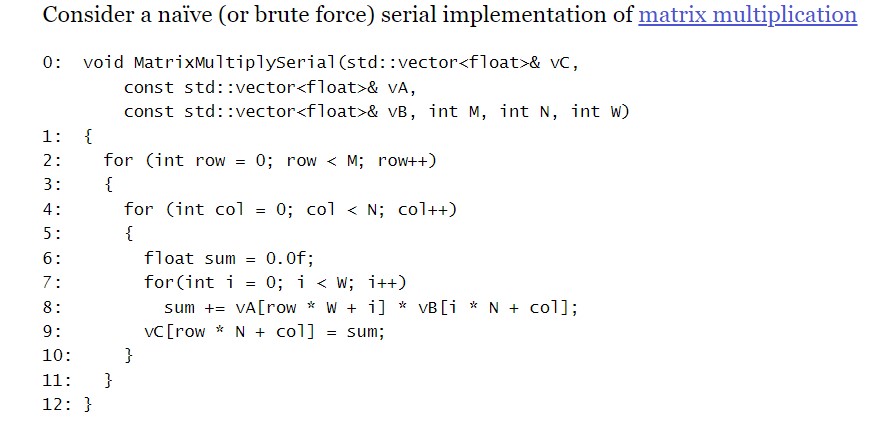 Consider a naïve (or brute force) serial implementation of matrix multiplication
0: void MatrixMultiplySerial(std::vector<float>& vC,
const std::vector<float>& vA,
const std::vector<float>& vB, int M, int N, int W)
1: {
2: for (int row = 0; row < M; row++)
3: {
4: for (int col = 0; col < N; col++)
5: {
6: float sum = 0.0f;
7: for(int i = 0; i < W; i++)
8: sum += vA[row * W + i] * vB[i * N + col];
9: vC[row * N + col] = sum;
10: }
11: }
12: }